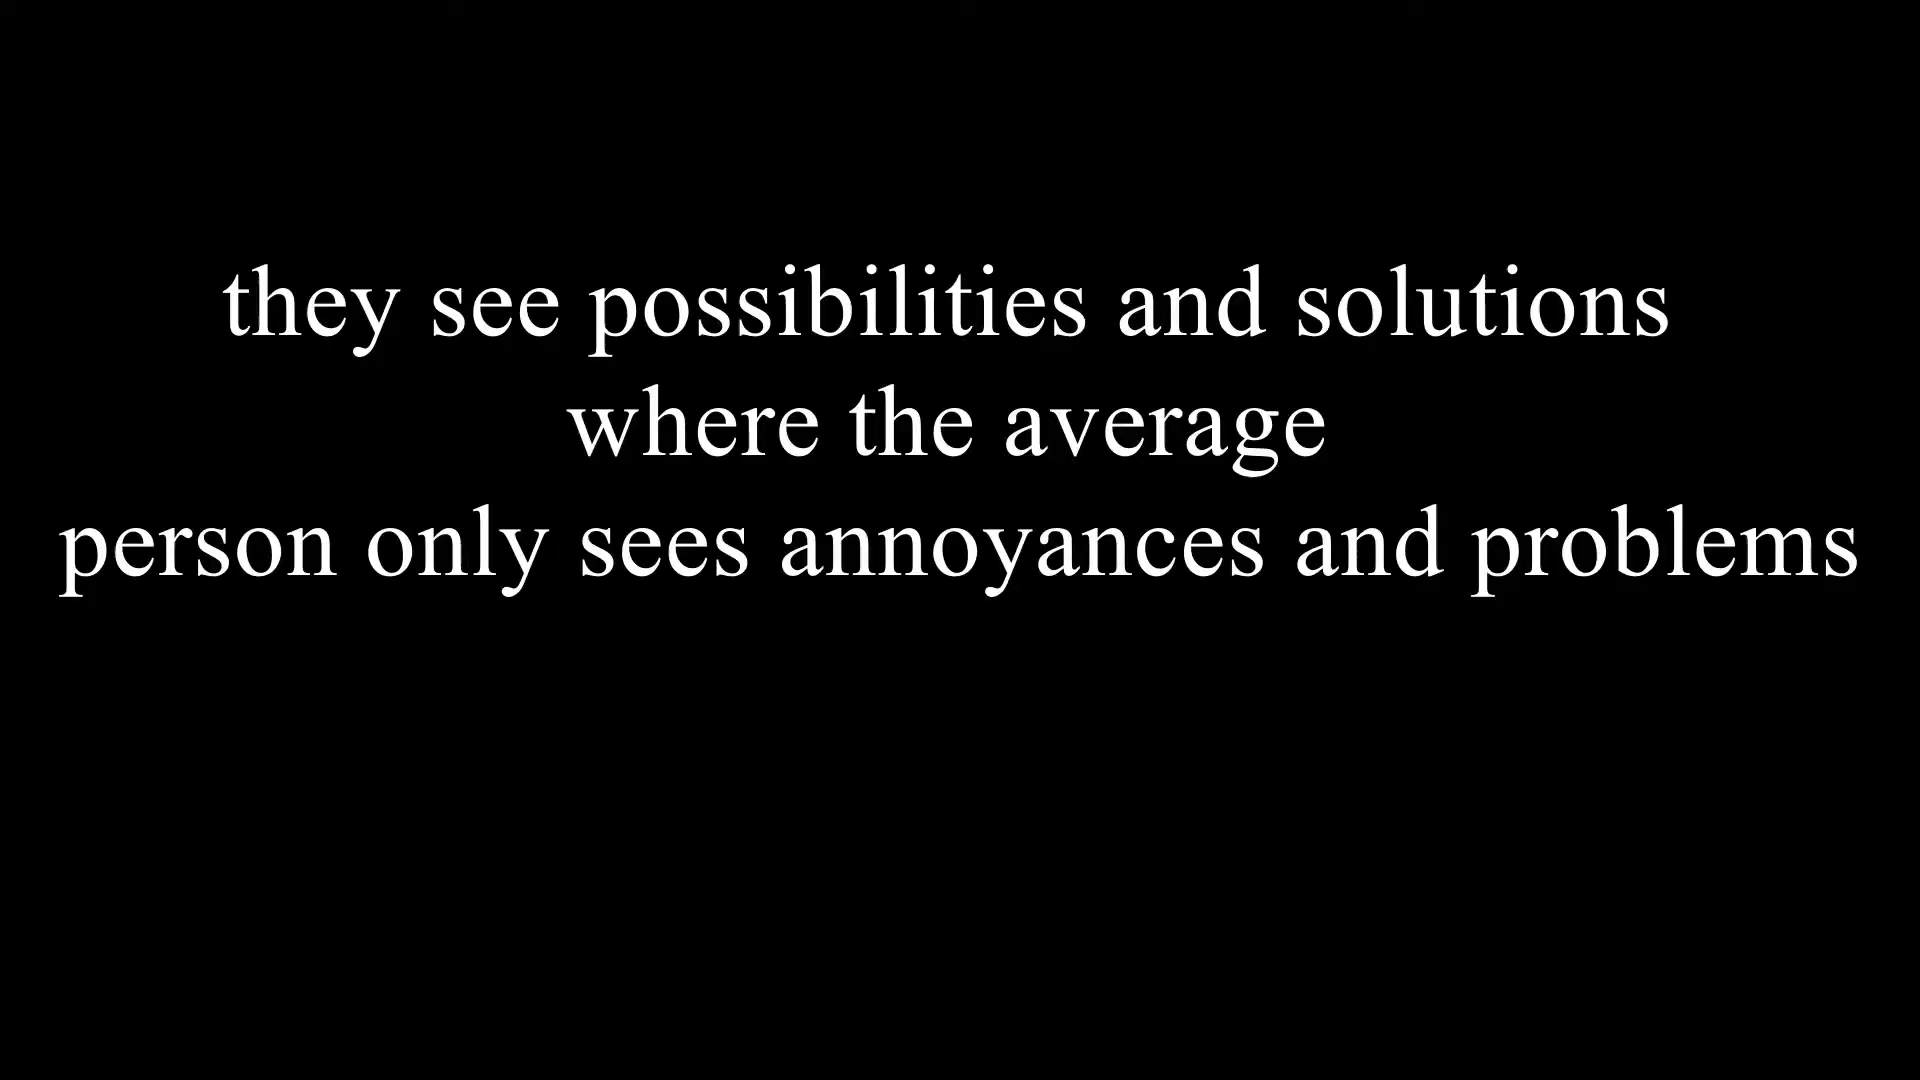 they see possibilities and solutions
where the average
person only sees annoyances and problems